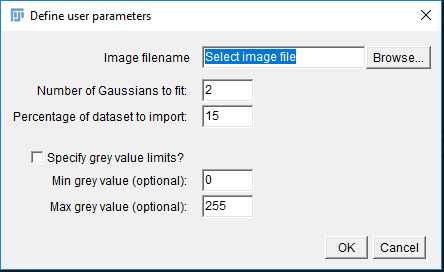 Define user parameters
Image filename Select image file Browse...
Number of Gaussians to fit: 2
Percentage of dataset to import: 15
Specify grey value limits?
Min grey value (optional): 0
Max grey value (optional): 255
OK Cancel